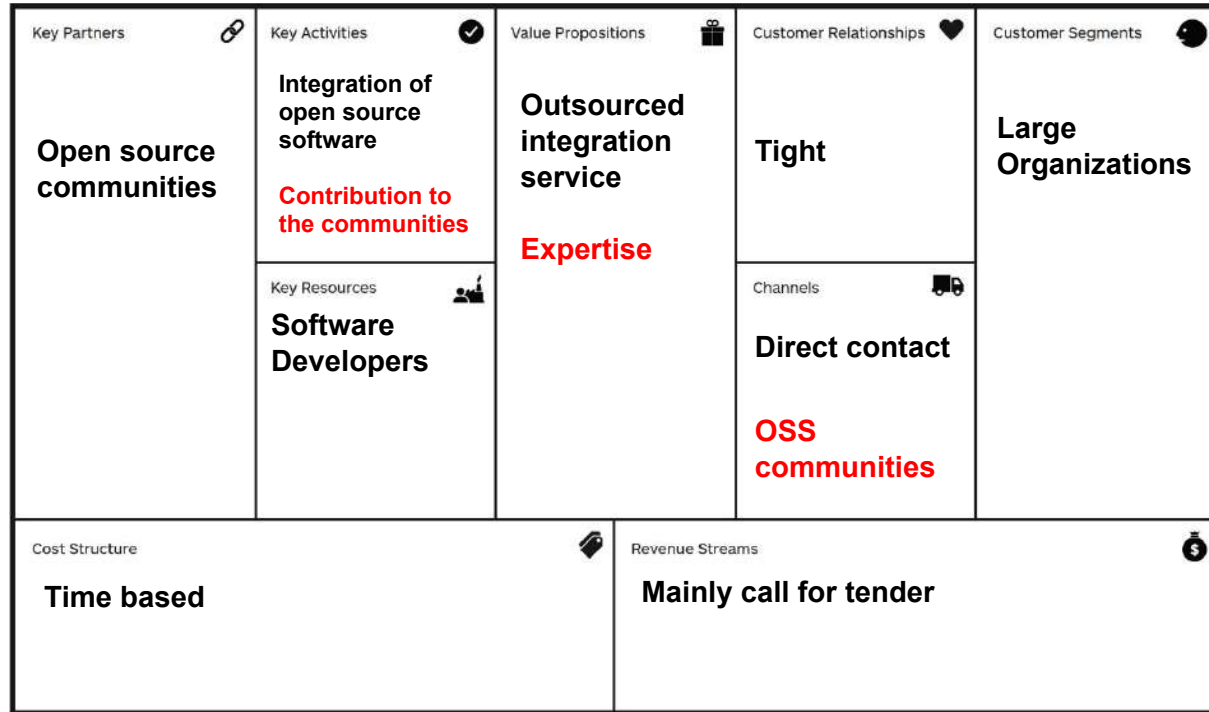 Key Partners
Open source
communities
Key Activities
Integration of
open source
software
Contribution to
the communities
Key Resources
Software
Developers
Value Propositions
Outsourced
integration
service
Expertise
Customer Relationships
Tight
Channels
Direct contact
OSS
communities
Customer Segments
Large
Organizations
Cost Structure
Time based
Revenue Streams
$
Mainly call for tender